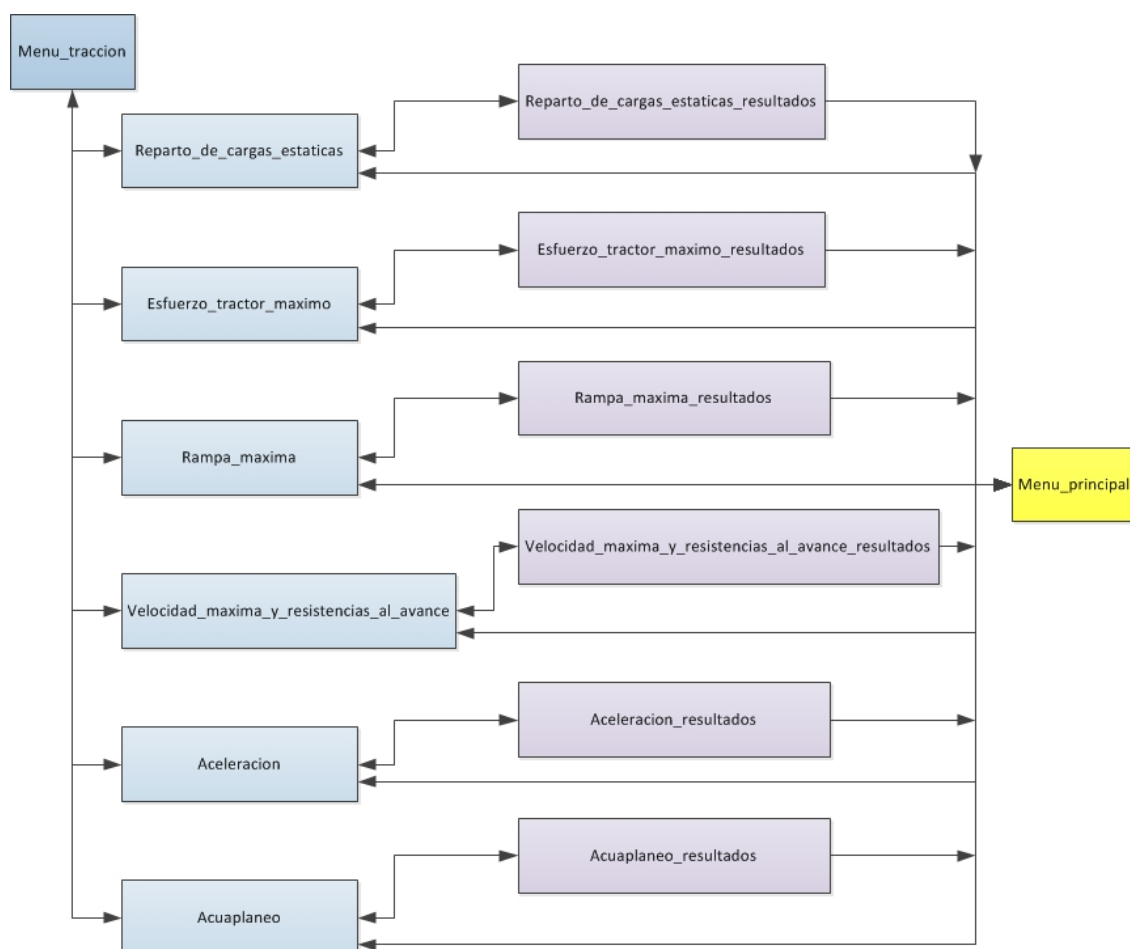 Menu_traccion
Reparto_de_cargas_estaticas_resultados
Reparto_de_cargas_estaticas
Esfuerzo_tractor_maximo_resultados
Esfuerzo_tractor_maximo
Rampa_maxima_resultados
Rampa_maxima
Menu_principal
Velocidad_maxima_y_resistencias_al_avance_resultados
Velocidad_maxima_y_resistencias_al_avance
Aceleracion_resultados
Aceleracion
Acuaplaneo_resultados
Acuaplaneo